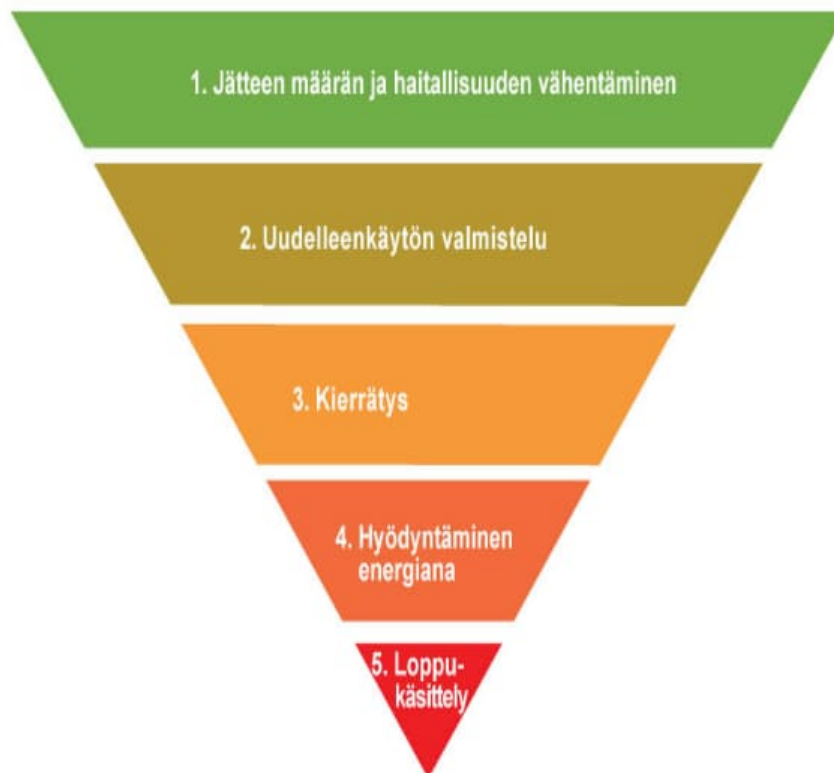 1. Jätteen määrän ja haitallisuuden vähentäminen
2. Uudelleenkäytön valmistelu
3. Kierrätys
4. Hyödyntäminen
energiana
5. Loppu-
käsittely